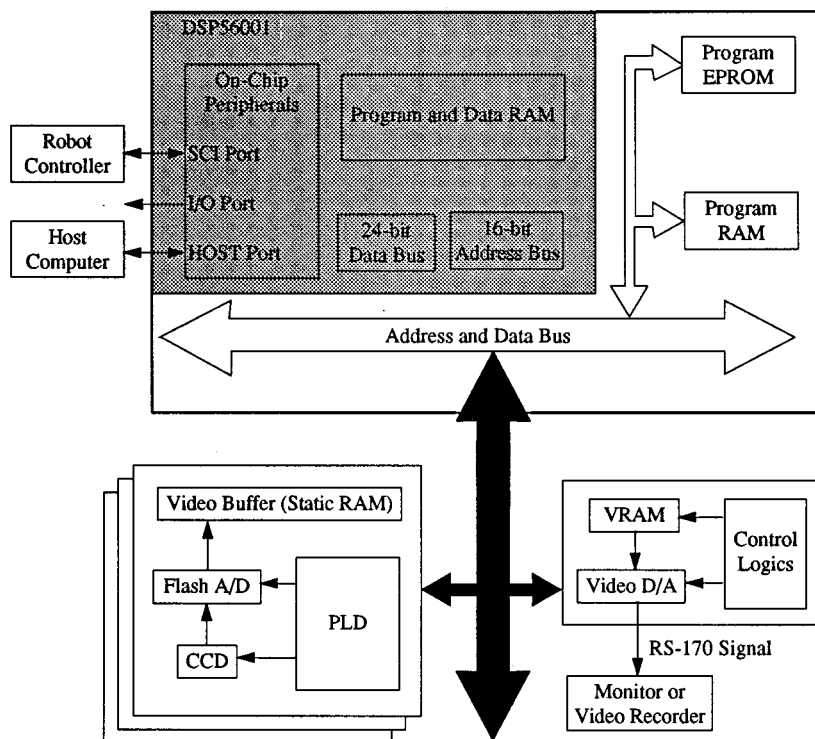 DSP56001
On-Chip
Peripherals
SCI Port
I/O Port
HOST Port
Program and Data RAM
24-bit
Data Bus
16-bit
Address Bus
Robot
Controller
Host
Computer
Program
EPROM
Program
RAM
Address and Data Bus
Video Buffer (Static RAM)
Flash A/D
CCD
PLD
VRAM
Video D/A
Control
Logics
RS-170 Signal
Monitor or
Video Recorder